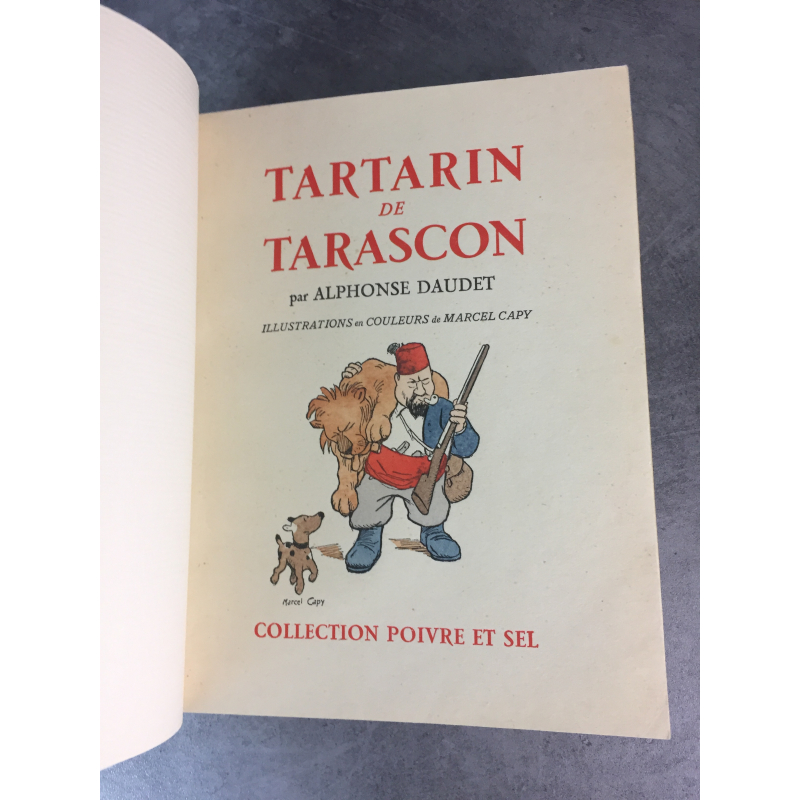 TARTARIN
DE
TARASCON
par ALPHONSE DAUDET
ILLUSTRATIONS en COULEURS de MARCEL CAPY
Marcel Capy
COLLECTION POIVRE ET SEL